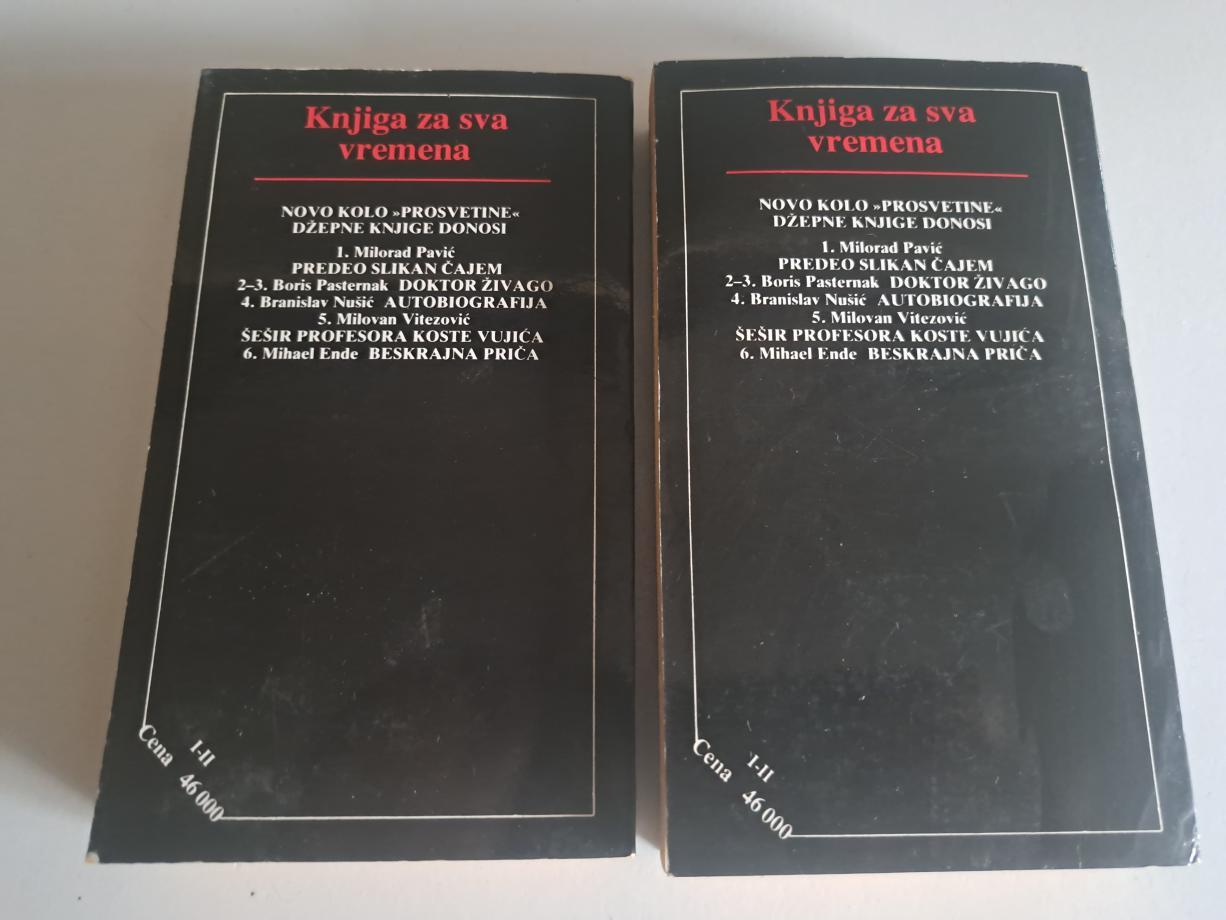 Knjiga za sva
vremena
NOVO KOLO »PROSVETINE«
DŽEPNE KNJIGE DONOSI
1. Milorad Pavić
PREDEO SLIKAN ČAJEM
2–3. Boris Pasternak DOKTOR ŽIVAGO
4. Branislav Nušić AUTOBIOGRAFIJA
5. Milovan Vitezović
ŠEŠIR PROFESORA KOSTE VUJIĆA
6. Mihael Ende BESKRAJNA PRIČA
I-II
Cena 46 000
Knjiga za sva
vremena
NOVO KOLO »PROSVETINE«
DŽEPNE KNJIGE DONOSI
1. Milorad Pavić
PREDEO SLIKAN ČAJEM
2–3. Boris Pasternak DOKTOR ŽIVAGO
4. Branislav Nušić AUTOBIOGRAFIJA
5. Milovan Vitezović
ŠEŠIR PROFESORA KOSTE VUJIĆA
6. Mihael Ende BESKRAJNA PRIČA
I-II
Cena 46 000